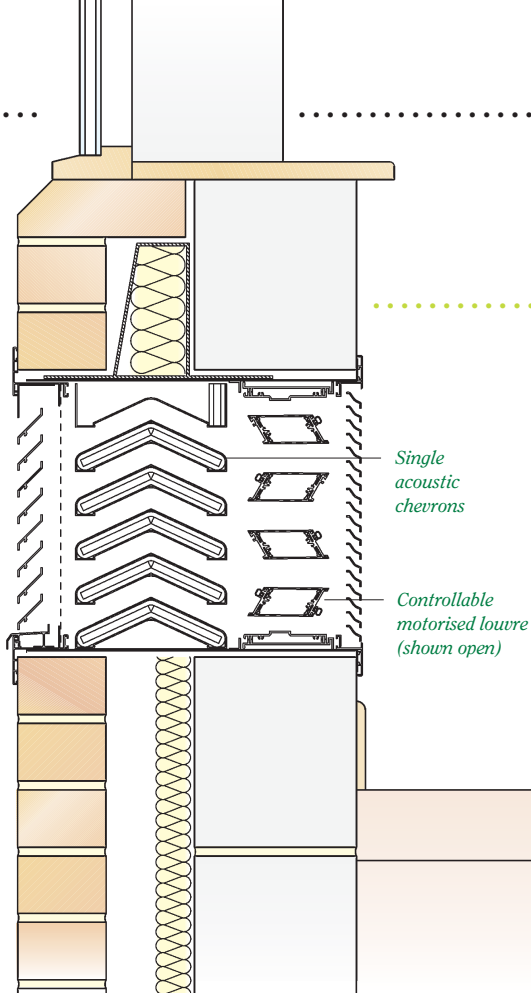 Single
acoustic
chevrons
Controllable
motorised louvre
(shown open)